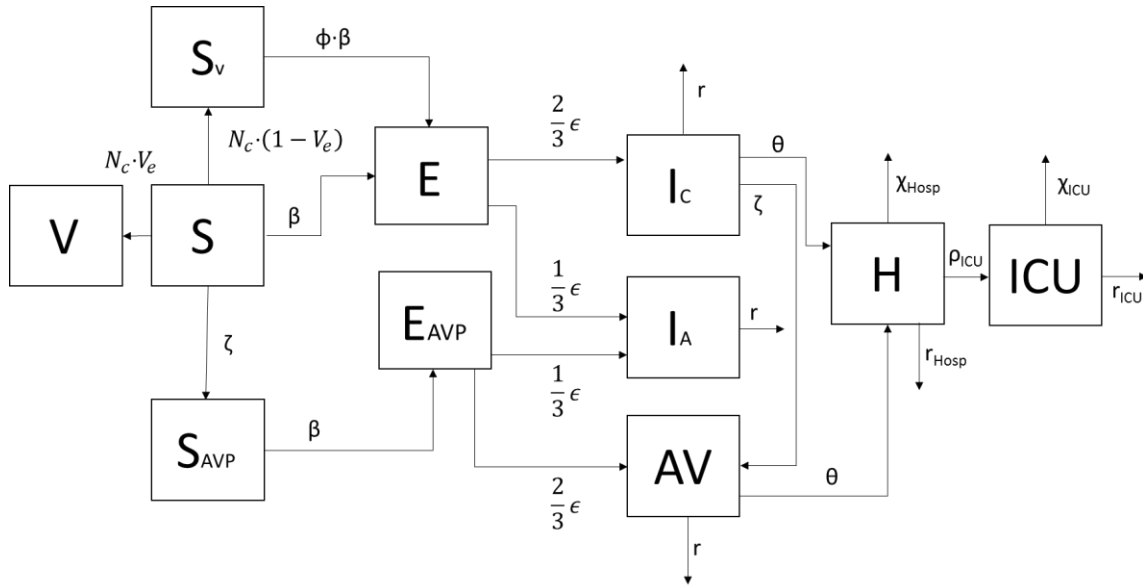 Sv
ϕ·β
Nc·(1−Ve)
Nc·Ve
V
S
β
ζ
SAVP
β
E
EAVP
2/3 ϵ
1/3 ϵ
1/3 ϵ
2/3 ϵ
r
IC
θ
ζ
IA
r
AV
θ
r
χHosp
H
ρICU
rHosp
χICU
ICU
rICU